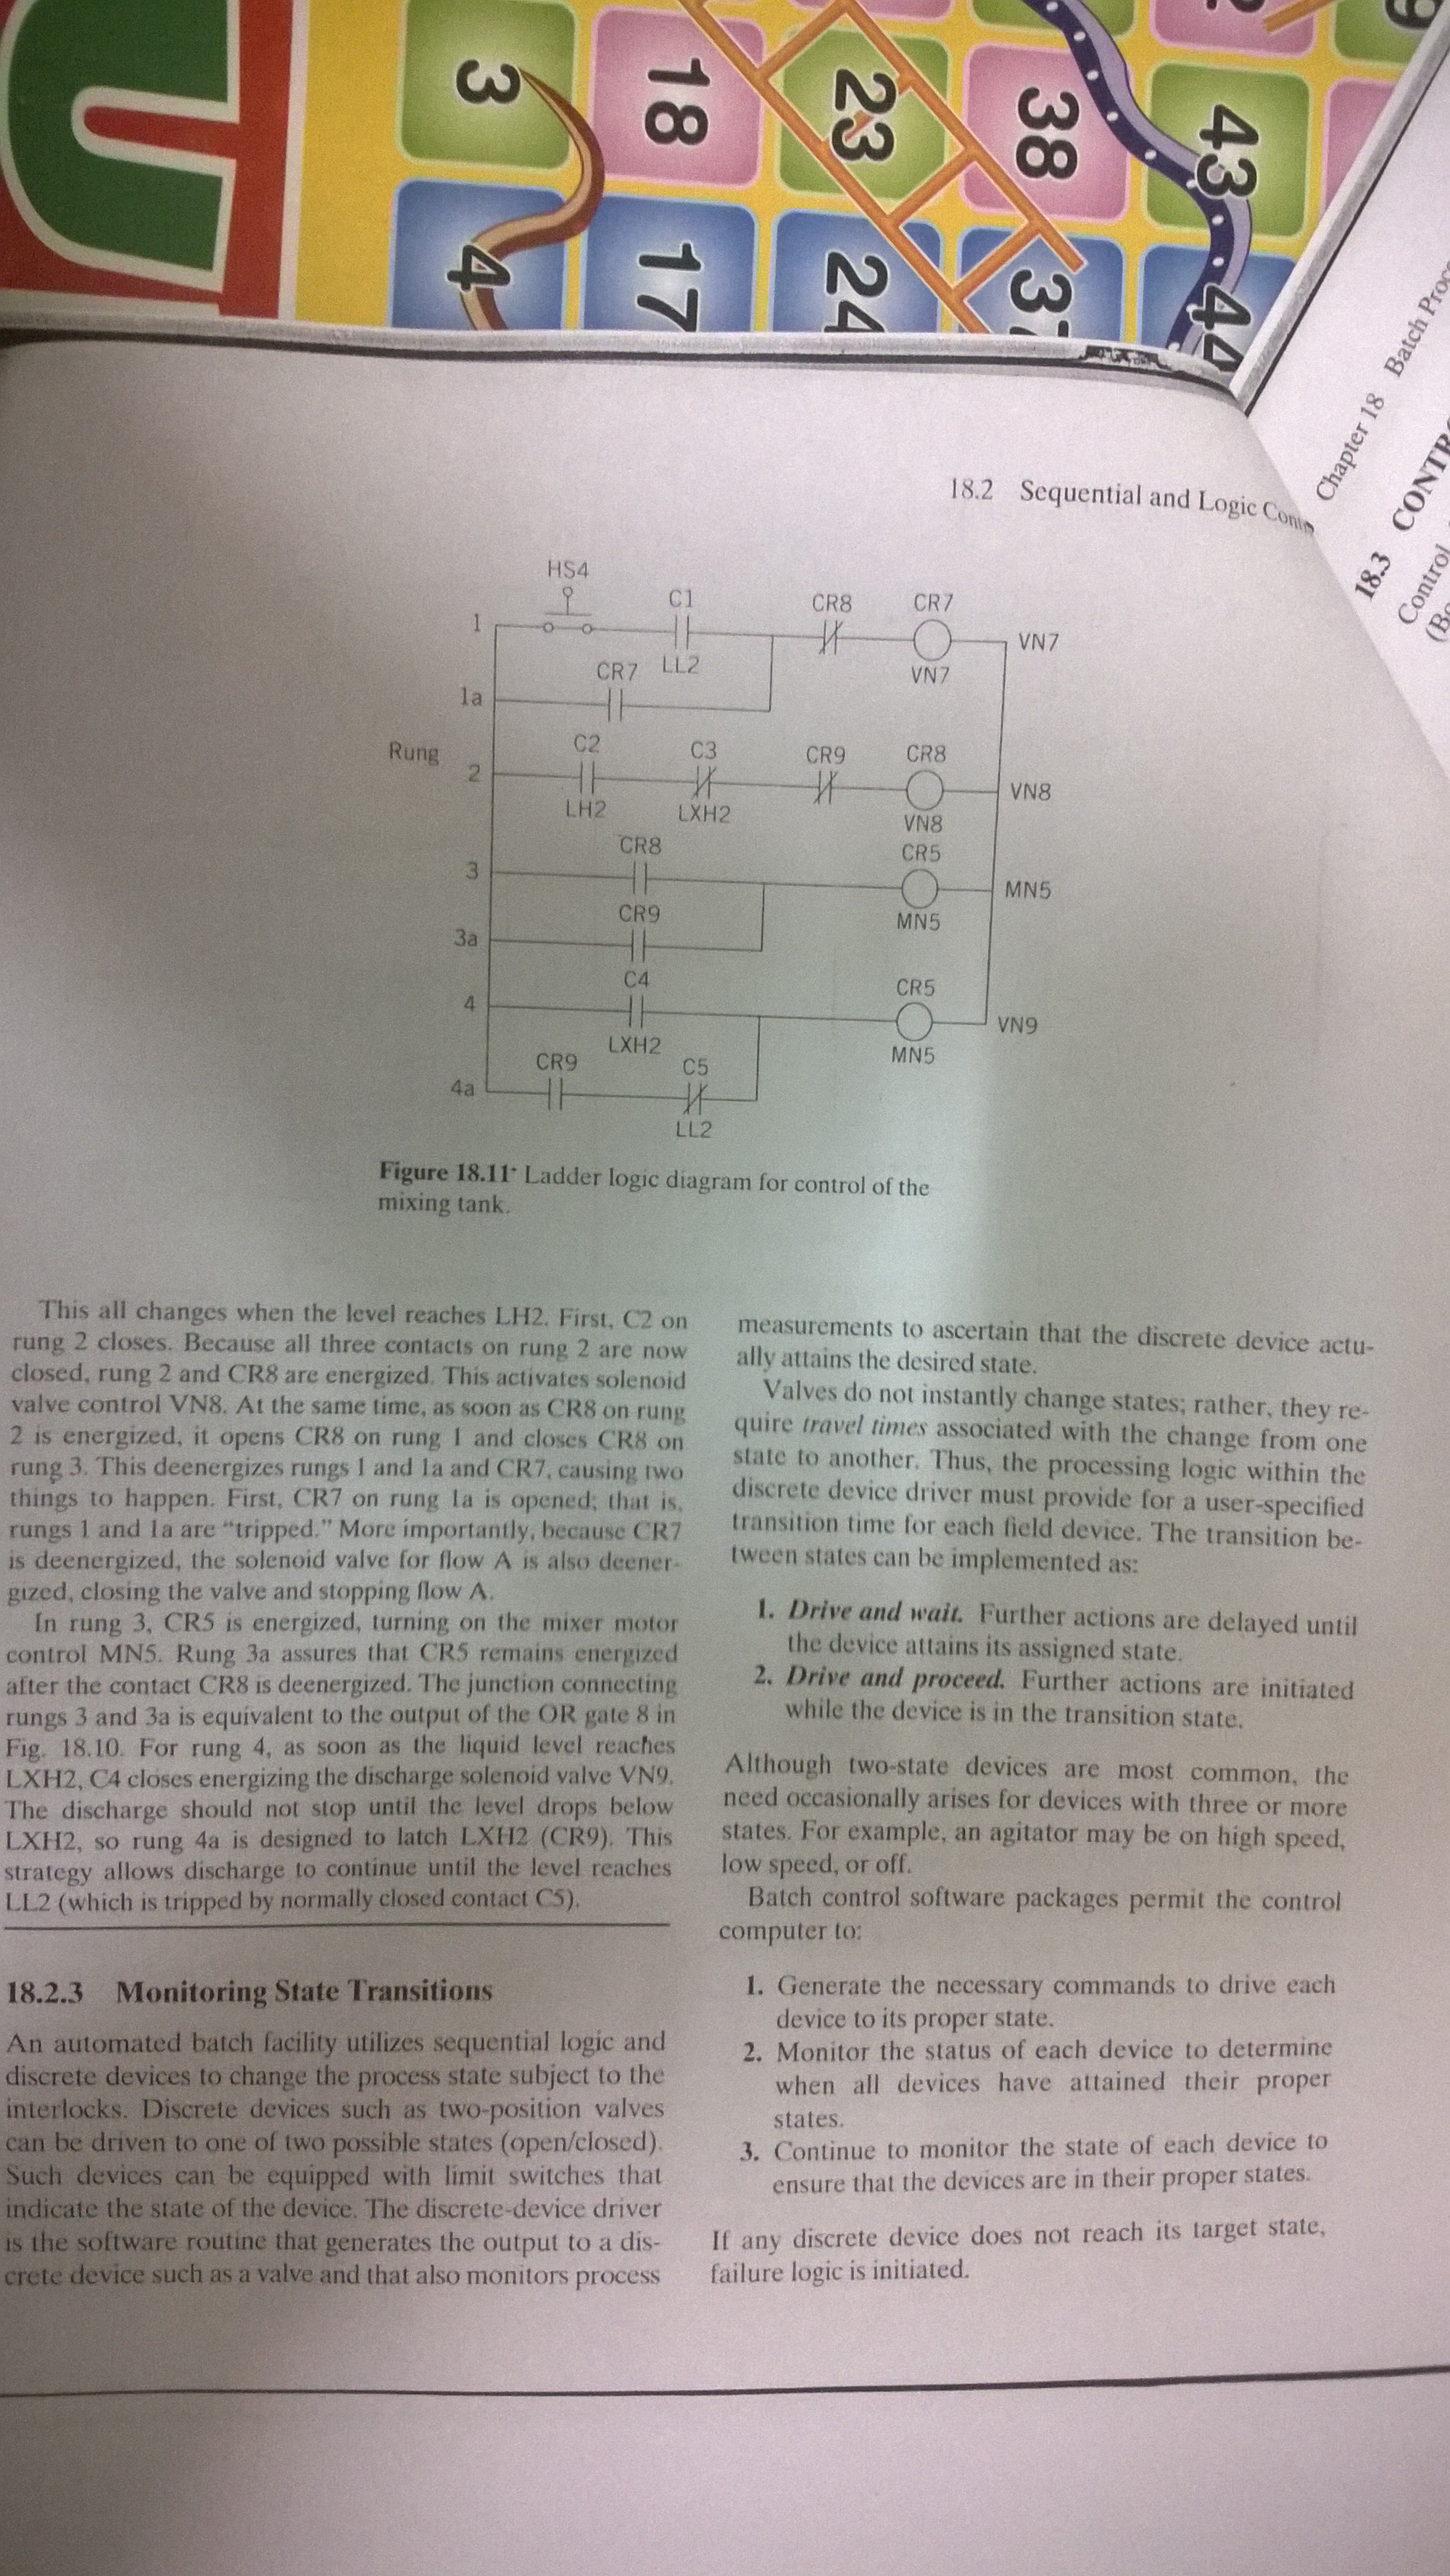 3
18
23
38
43
4
17
24
44
Chapter 18 Batch
18.3
Control
18.2 Sequential and Logic
HS4
C1
CR8
CR7
1
VN7
CR7
LL2
VN7
1a
Rung
C2
C3
CR9
CR8
2
VN8
LH2
LXH2
VN8
CR8
CR5
3
MN5
CR9
MN5
3a
C4
CR5
4
VN9
LXH2
MN5
CR9
C5
4a
LL2
Figure 18.11 Ladder logic diagram for control of the
mixing tank.
This all changes when the level reaches LH2. First, C2 on
rung 2 closes. Because all three contacts on rung 2 are now
closed, rung 2 and CR8 are energized. This activates solenoid
valve control VN8. At the same time, as soon as CR8 on rung
2 is energized, it opens CR8 on rung 1 and closes CR8 on
rung 3. This deenergizes rungs 1 and 1a and CR7, causing two
things to happen. First, CR7 on rung 1a is opened; that is,
rungs 1 and 1a are “tripped.” More importantly, because CR7
is deenergized, the solenoid valve for flow A is also deener-
gized, closing the valve and stopping flow A.
In rung 3, CR5 is energized, turning on the mixer motor
control MN5. Rung 3a assures that CR5 remains energized
after the contact CR8 is deenergized. The junction connecting
rungs 3 and 3a is equivalent to the output of the OR gate 8 in
Fig. 18.10. For rung 4, as soon as the liquid level reaches
LXH2, C4 closes energizing the discharge solenoid valve VN9.
The discharge should not stop until the level drops below
LXH2, so rung 4a is designed to latch LXH2 (CR9). This
strategy allows discharge to continue until the level reaches
LL2 (which is tripped by normally closed contact C5).
18.2.3 Monitoring State Transitions
An automated batch facility utilizes sequential logic and
discrete devices to change the process state subject to the
interlocks. Discrete devices such as two-position valves
can be driven to one of two possible states (open/closed).
Such devices can be equipped with limit switches that
indicate the state of the device. The discrete-device driver
is the software routine that generates the output to a dis-
crete device such as a valve and that also monitors process
measurements to ascertain that the discrete device actu-
ally attains the desired state.
Valves do not instantly change states; rather, they re-
quire travel times associated with the change from one
state to another. Thus, the processing logic within the
discrete device driver must provide for a user-specified
transition time for each field device. The transition be-
tween states can be implemented as:
1. Drive and wait. Further actions are delayed until
the device attains its assigned state.
2. Drive and proceed. Further actions are initiated
while the device is in the transition state.
Although two-state devices are most common, the
need occasionally arises for devices with three or more
states. For example, an agitator may be on high speed,
low speed, or off.
Batch control software packages permit the control
computer to:
1. Generate the necessary commands to drive each
device to its proper state.
2. Monitor the status of each device to determine
when all devices have attained their proper
states.
3. Continue to monitor the state of each device to
ensure that the devices are in their proper states.
If any discrete device does not reach its target state,
failure logic is initiated.